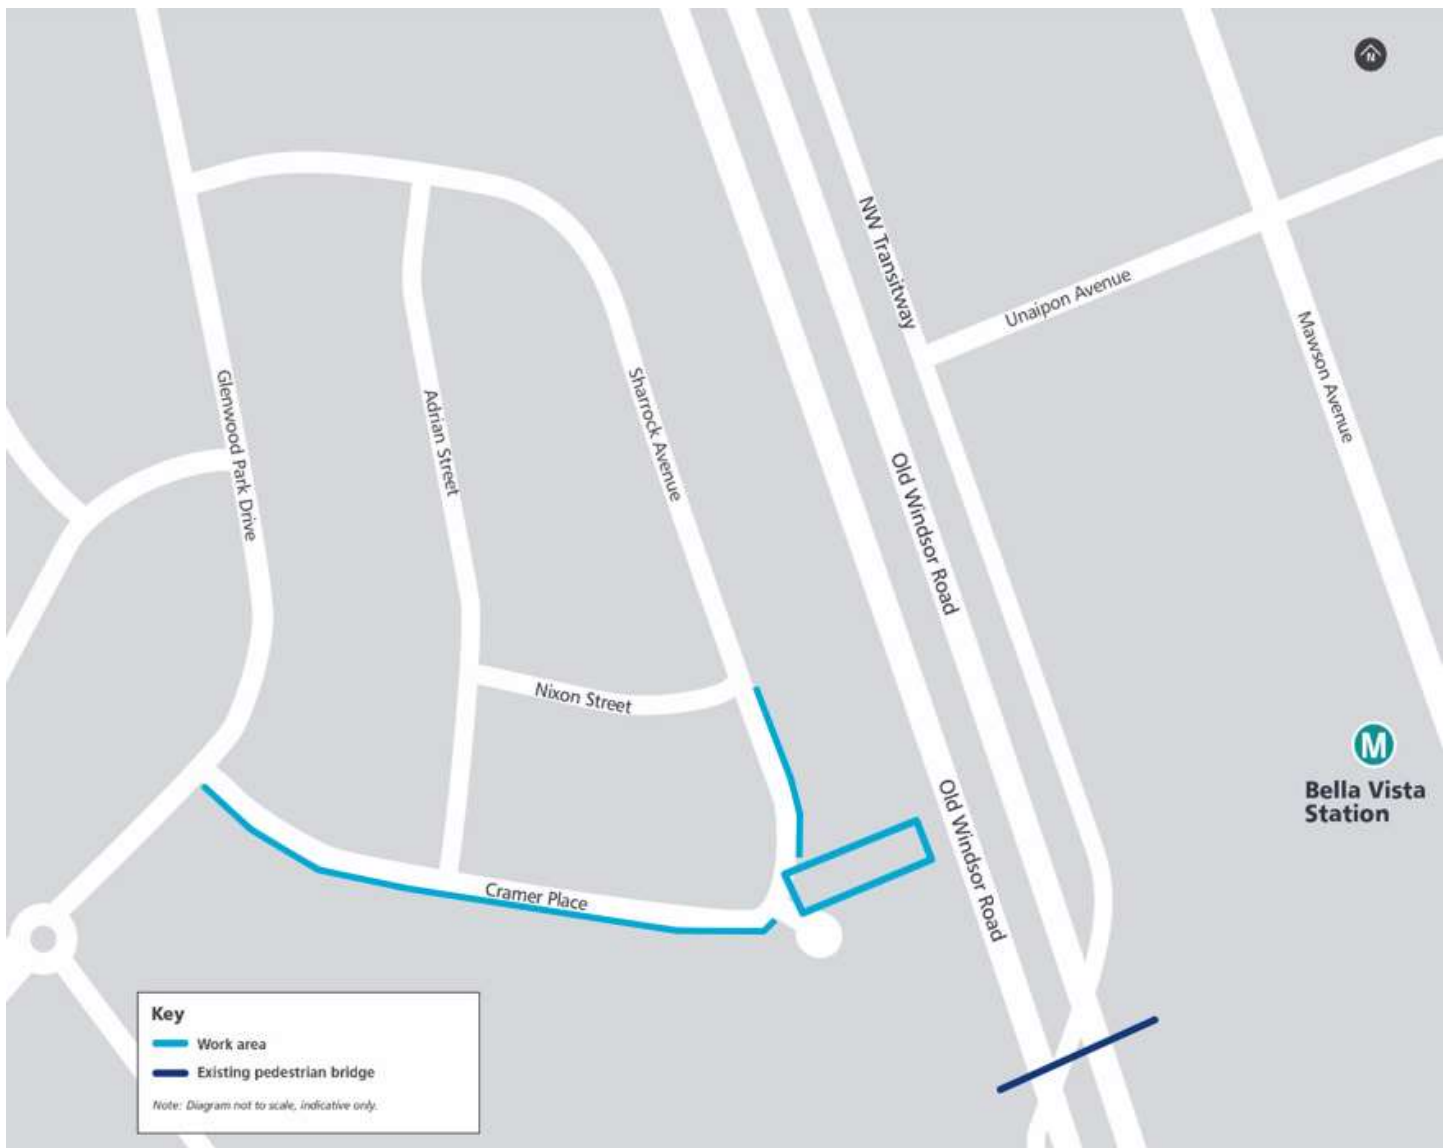 N
NW Transitway
Unaipon Avenue
Mawson Avenue
Glenwood Park Drive
Adrian Street
Sharrock Avenue
Old Windsor Road
Nixon Street
M
Bella Vista
Station
Old Windsor Road
Cramer Place
Key
Work area
Existing pedestrian bridge
Note: Diagram not to scale, indicative only.